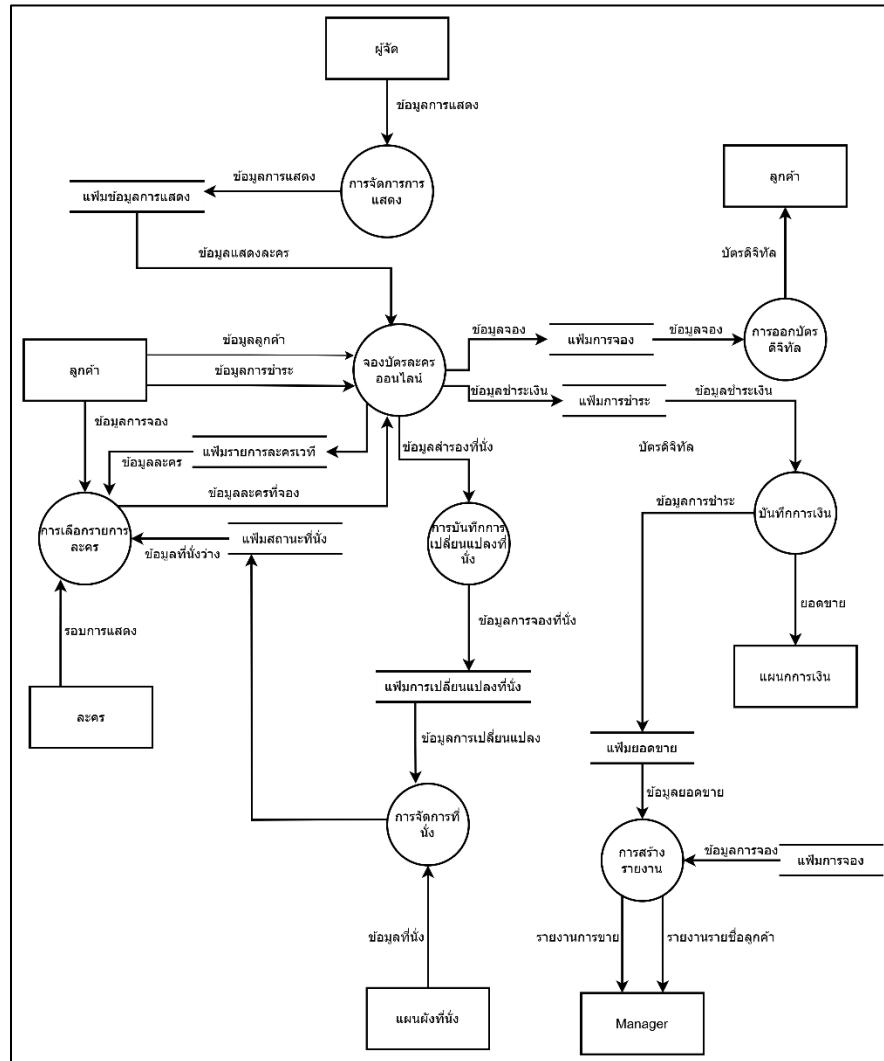 ผู้จัด
ข้อมูลการแสดง
ข้อมูลการแสดง
แฟ้มข้อมูลการแสดง
การจัดการการ
แสดง
ลูกค้า
ข้อมูลแสดงละคร
บัตรดิจิทัล
ข้อมูลลูกค้า
ลูกค้า
ข้อมูลการชำระ
จองบัตรละคร
ออนไลน์
ข้อมูลจอง
แฟ้มการจอง
ข้อมูลจอง
การออกบัตร
ดิจิทัล
ข้อมูลชำระเงิน
แฟ้มการชำระ
ข้อมูลชำระเงิน
ข้อมูลการจอง
แฟ้มรายการละครเวที
ข้อมูลละคร
ข้อมูลสำรองที่นั่ง
บัตรดิจิทัล
ข้อมูลละครที่จอง
ข้อมูลการชำระ
บันทึกการเงิน
การเลือกรายการ
ละคร
แฟ้มสถานะที่นั่ง
ข้อมูลที่นั่งว่าง
การบันทึกการ
เปลี่ยนแปลงที่
นั่ง
รอบการแสดง
ข้อมูลการจองที่นั่ง
ยอดขาย
แผนกการเงิน
แฟ้มการเปลี่ยนแปลงที่นั่ง
ละคร
ข้อมูลการเปลี่ยนแปลง
แฟ้มยอดขาย
ข้อมูลยอดขาย
การจัดการที่
นั่ง
การสร้าง
รายงาน
ข้อมูลการจอง
แฟ้มการจอง
ข้อมูลที่นั่ง
รายงานการขาย
รายงานรายชื่อลูกค้า
แผนผังที่นั่ง
Manager